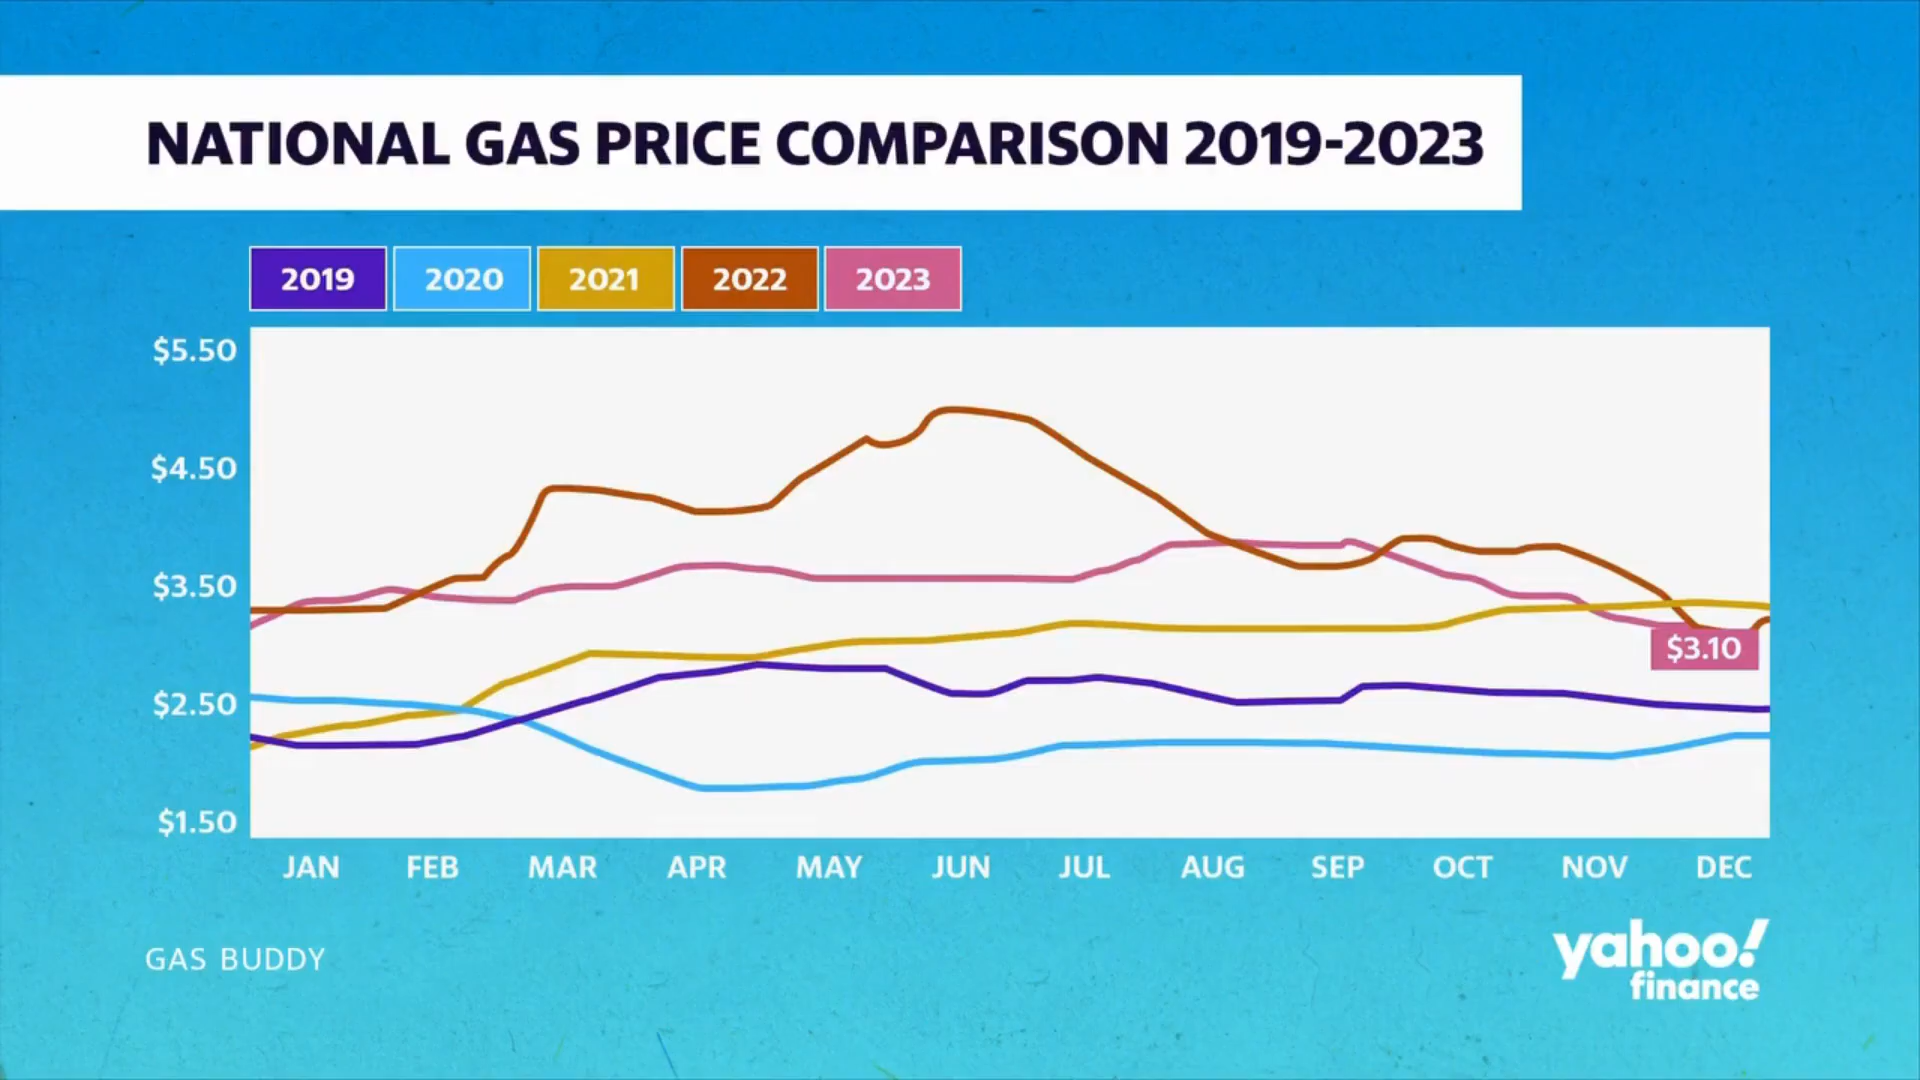 NATIONAL GAS PRICE COMPARISON 2019-2023
2019 2020 2021 2022 2023
$5.50
$4.50
$3.50
$2.50
$1.50
$3.10
JAN FEB MAR APR MAY JUN JUL AUG SEP OCT NOV DEC
GAS BUDDY
yahoo!
finance